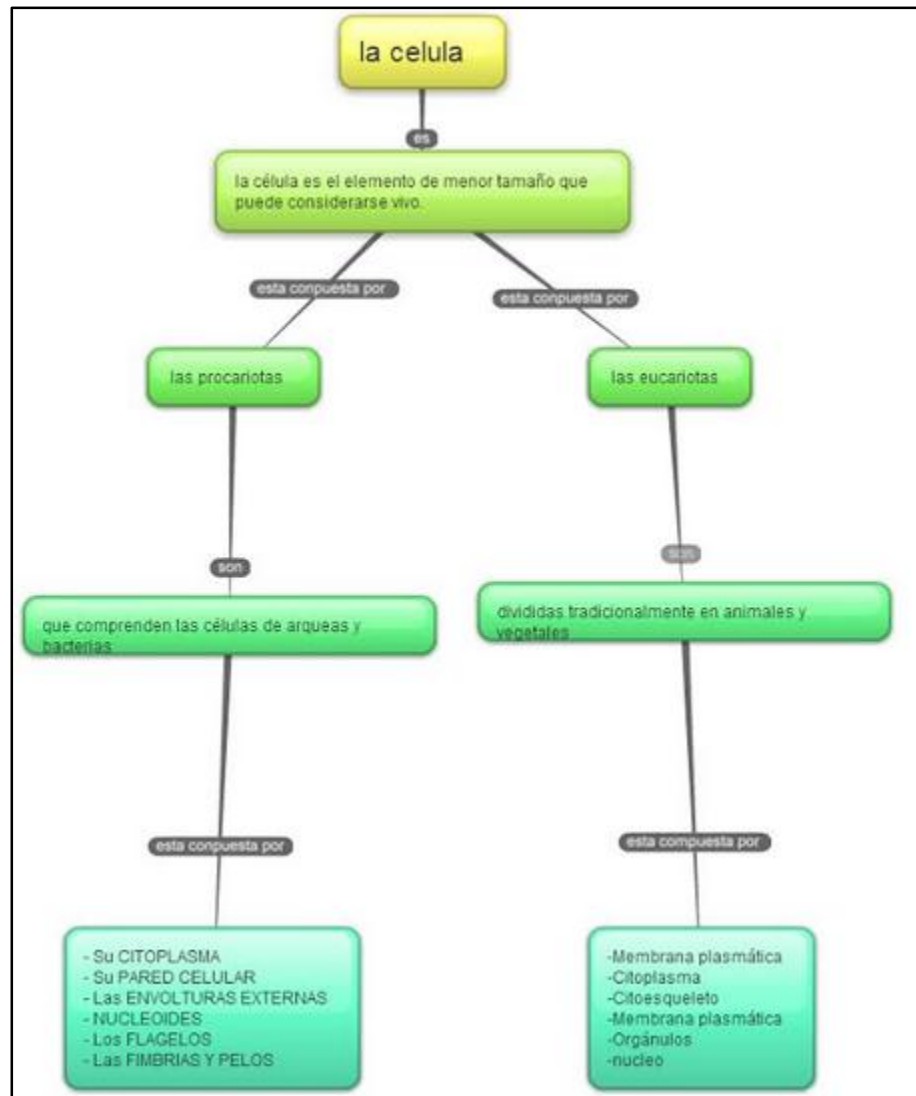 la celula
es
la célula es el elemento de menor tamaño que
puede considerarse vivo.
esta conpuesta por
esta conpuesta por
las procariotas
las eucariotas
son
son
que comprenden las células de arqueas y
bacterias
divididas tradicionalmente en animales y
vegetales
esta conpuesta por
esta compuesta por
- Su CITOPLASMA
- Su PARED CELULAR
- Las ENVOLTURAS EXTERNAS
- NUCLEOIDES
- Los FLAGELOS
- Las FIMBRIAS Y PELOS
-Membrana plasmática
-Citoplasma
-Citoesqueleto
-Membrana plasmática
-Orgánulos
-nucleo